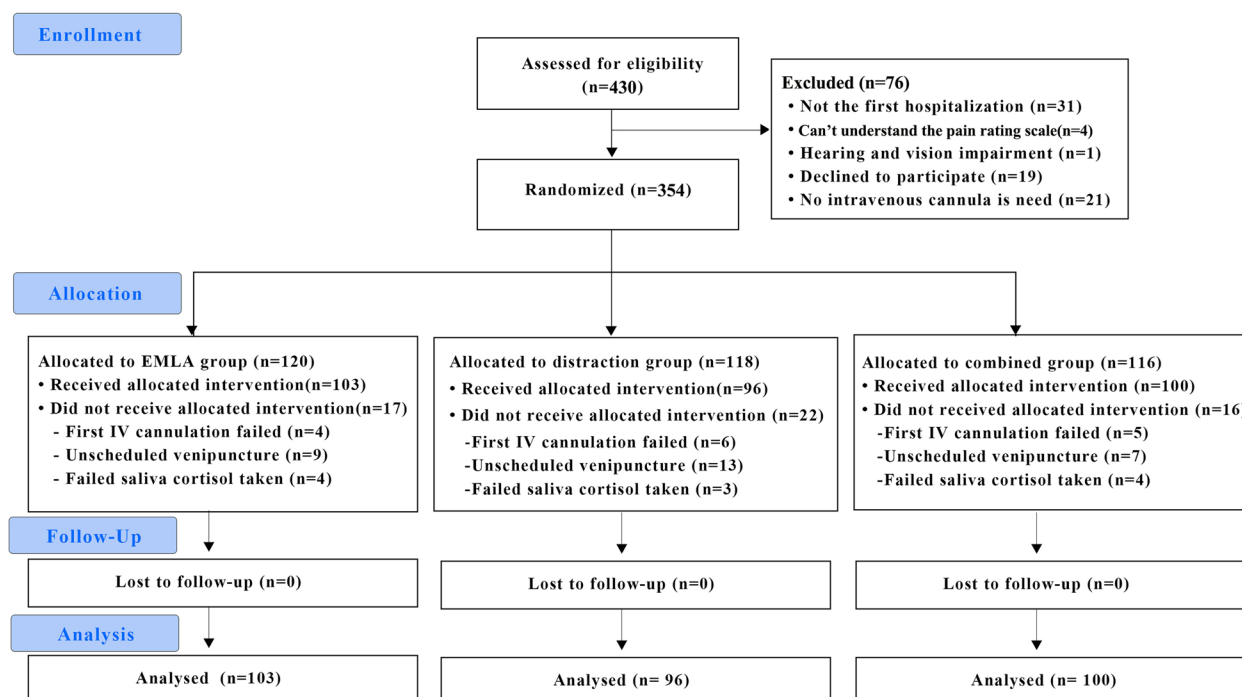 Enrollment
Assessed for eligibility
(n=430)
Excluded (n=76)
• Not the first hospitalization (n=31)
• Can't understand the pain rating scale(n=4)
• Hearing and vision impairment (n=1)
• Declined to participate (n=19)
• No intravenous cannula is need (n=21)
Randomized (n=354)
Allocation
Allocated to EMLA group (n=120)
• Received allocated intervention(n=103)
• Did not receive allocated intervention(n=17)
- First IV cannulation failed (n=4)
- Unscheduled venipuncture (n=9)
- Failed saliva cortisol taken (n=4)
Allocated to distraction group (n=118)
• Received allocated intervention(n=96)
• Did not receive allocated intervention (n=22)
-First IV cannulation failed (n=6)
-Unscheduled venipuncture (n=13)
-Failed saliva cortisol taken (n=3)
Allocated to combined group (n=116)
• Received allocated intervention (n=100)
• Did not received allocated intervention (n=16)
-First IV cannulation failed (n=5)
-Unscheduled venipuncture (n=7)
-Failed saliva cortisol taken (n=4)
Follow-Up
Lost to follow-up (n=0)
Lost to follow-up (n=0)
Lost to follow-up (n=0)
Analysis
Analysed (n=103)
Analysed (n= 96)
Analysed (n= 100)